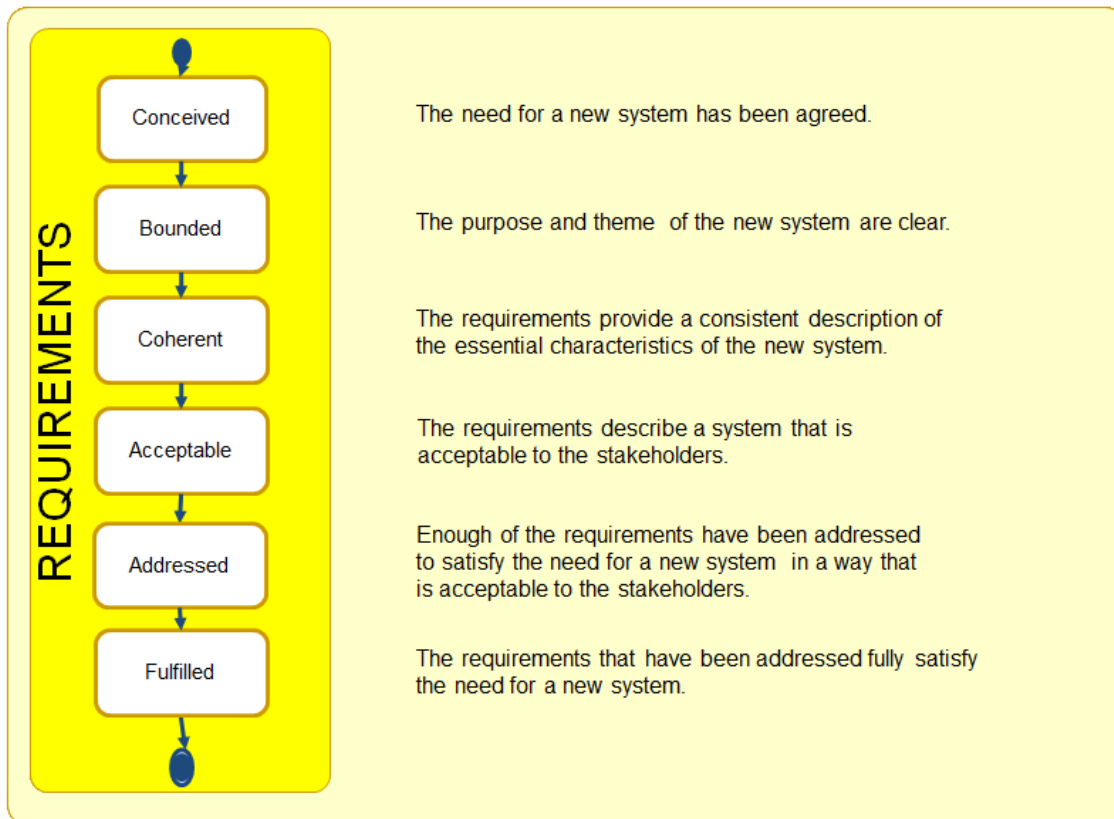 REQUIREMENTS
Conceived
The need for a new system has been agreed.
Bounded
The purpose and theme of the new system are clear.
Coherent
The requirements provide a consistent description of
the essential characteristics of the new system.
Acceptable
The requirements describe a system that is
acceptable to the stakeholders.
Addressed
Enough of the requirements have been addressed
to satisfy the need for a new system in a way that
is acceptable to the stakeholders.
Fulfilled
The requirements that have been addressed fully satisfy
the need for a new system.